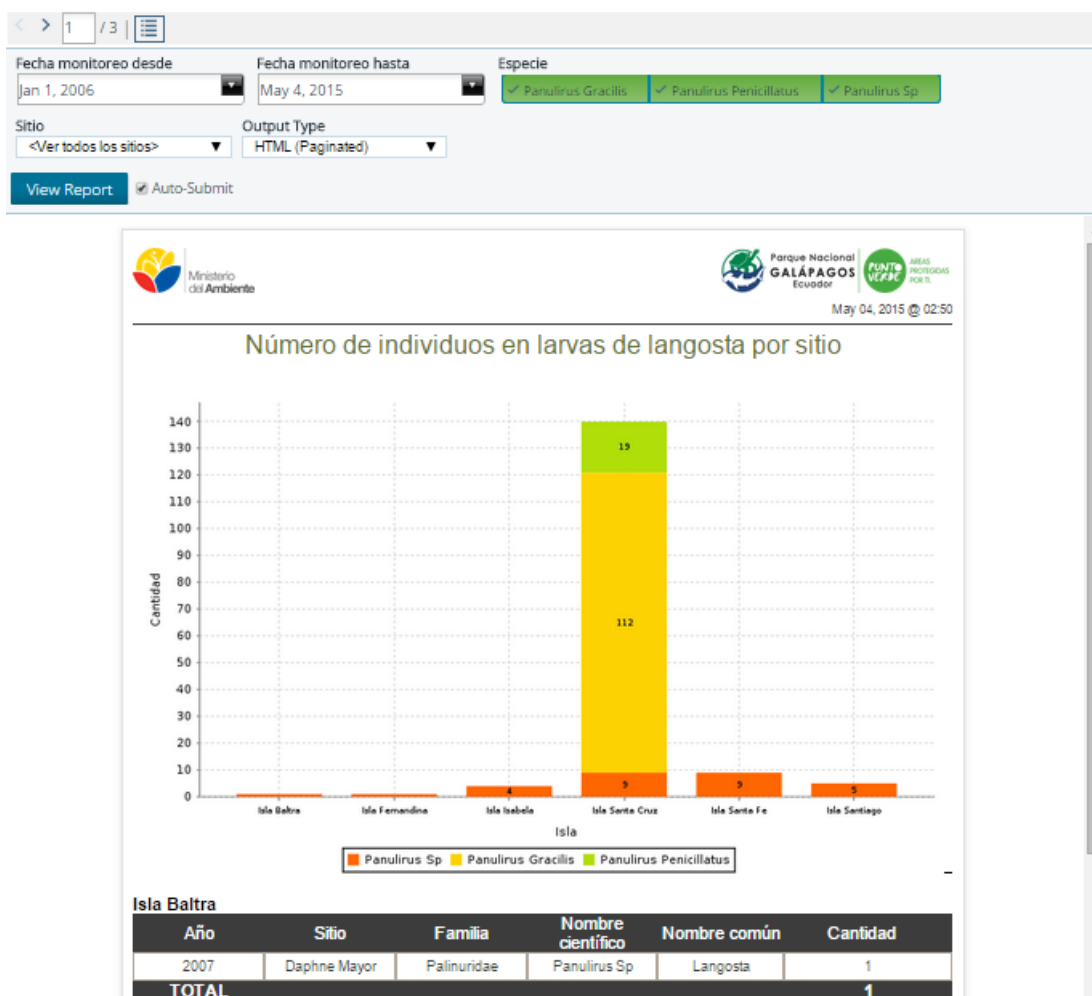 1 / 3
Fecha monitoreo desde Fecha monitoreo hasta Especie
Jan 1, 2006 May 4, 2015 Panulirus Gracilis Panulirus Penicillatus Panulirus Sp
Sitio Output Type
<Ver todos los sitios> HTML (Paginated)
View Report Auto-Submit
Ministerio
del Ambiente
Parque Nacional
GALÁPAGOS
Ecuador
PUNTO
VERDE
AREAS
PROTEGIDAS
POR TI.
May 04, 2015 @ 02:50
Número de individuos en larvas de langosta por sitio
140
130
120
110
100
90
80
70
60
50
40
30
20
10
0
Cantidad
19
112
4 9 9 5
Isla Baltra Isla Fernandina Isla Isabela Isla Santa Cruz Isla Santa Fe Isla Santiago
Isla
Panulirus Sp Panulirus Gracilis Panulirus Penicillatus
Isla Baltra
Año Sitio Familia Nombre científico Nombre común Cantidad
2007 Daphne Mayor Palinuridae Panulirus Sp Langosta 1
TOTAL 1